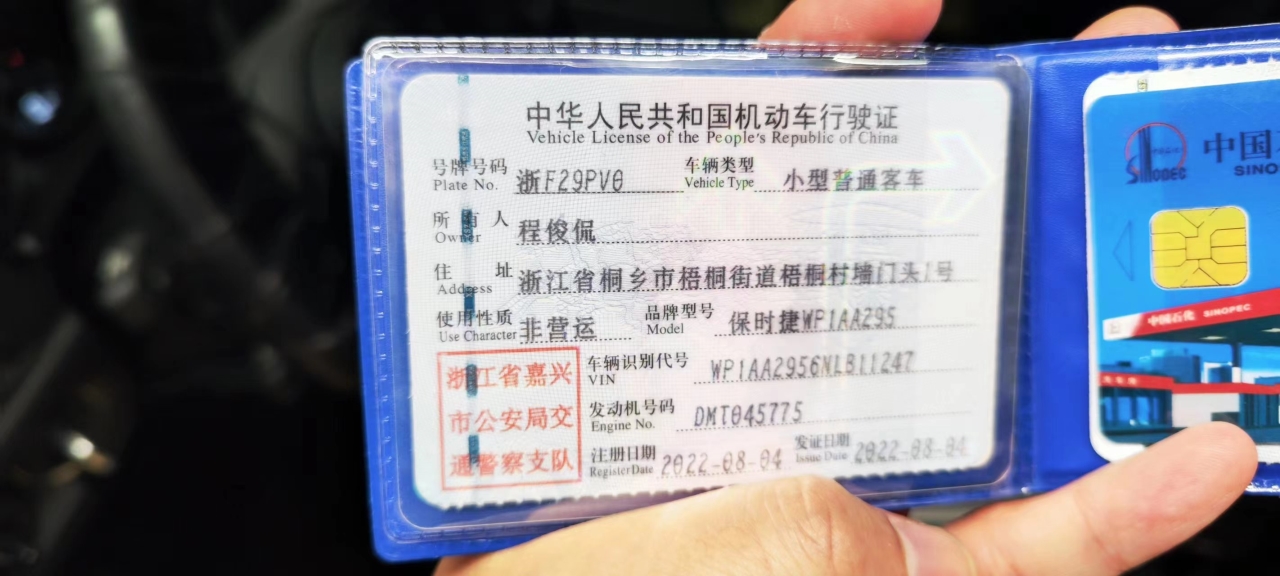 中华人民共和国机动车行驶证
Vehicle License of the People's Republic of China
号牌号码 浙F29PV0 车辆类型 小型普通客车
Plate No. Vehicle Type
所有人 程俊侃
Owner
住址 浙江省桐乡市梧桐街道梧桐村墙门头1号
Address
使用性质 非营运 品牌型号 保时捷WP1AA295
Use Character Model
浙江省嘉兴
市公安局交
通警察支队
车辆识别代号 WP1AA2956NLB11247
VIN
发动机号码 DMT045775
Engine No.
注册日期 2022-08-04 发证日期 2022-08-04
Register Date Issue Date
SINOPEC
中国
SINO
中国石化 SINOPEC